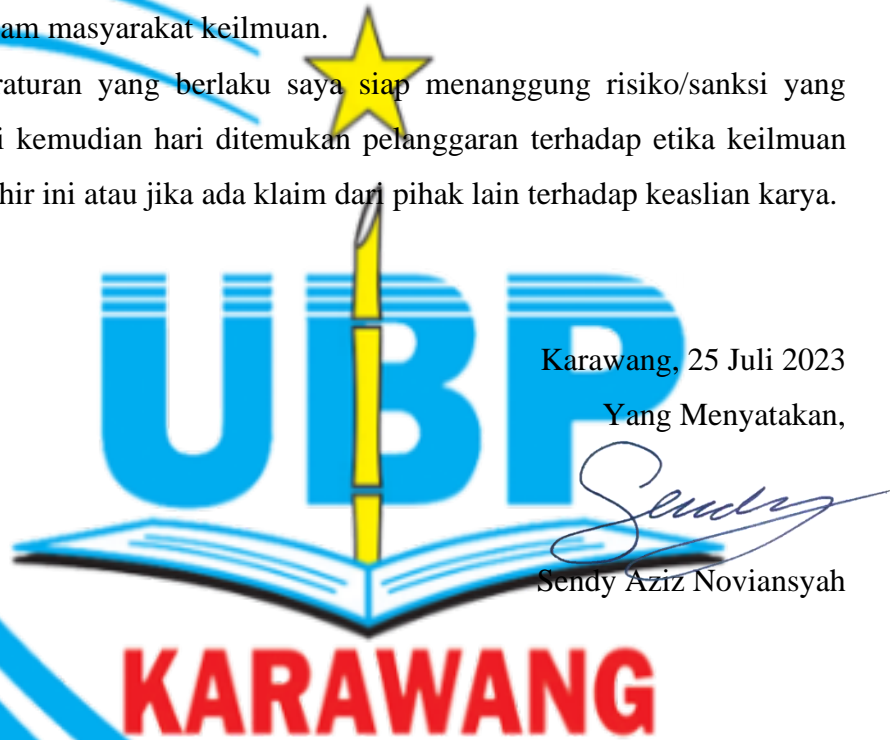 am masyarakat keilmuan.
raturan yang berlaku saya siap menanggung risiko/sanksi yang
i kemudian hari ditemukan pelanggaran terhadap etika keilmuan
hir ini atau jika ada klaim dari pihak lain terhadap keaslian karya.
UBP
Karawang, 25 Juli 2023
Yang Menyatakan,
Sendy
Sendy Aziz Noviansyah
KARAWANG